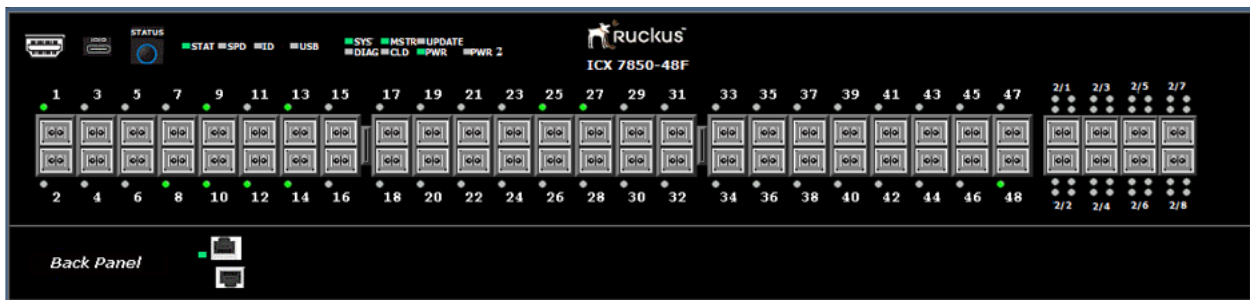 STATUS
STAT SPD ID USB
SYS MSTR UPDATE
DIAG CLD PWR PWR 2
Ruckus
ICX 7850-48F
1 3 5 7 9 11 13 15 17 19 21 23 25 27 29 31 33 35 37 39 41 43 45 47 2/1 2/3 2/5 2/7
2 4 6 8 10 12 14 16 18 20 22 24 26 28 30 32 34 36 38 40 42 44 46 48 2/2 2/4 2/6 2/8
Back Panel